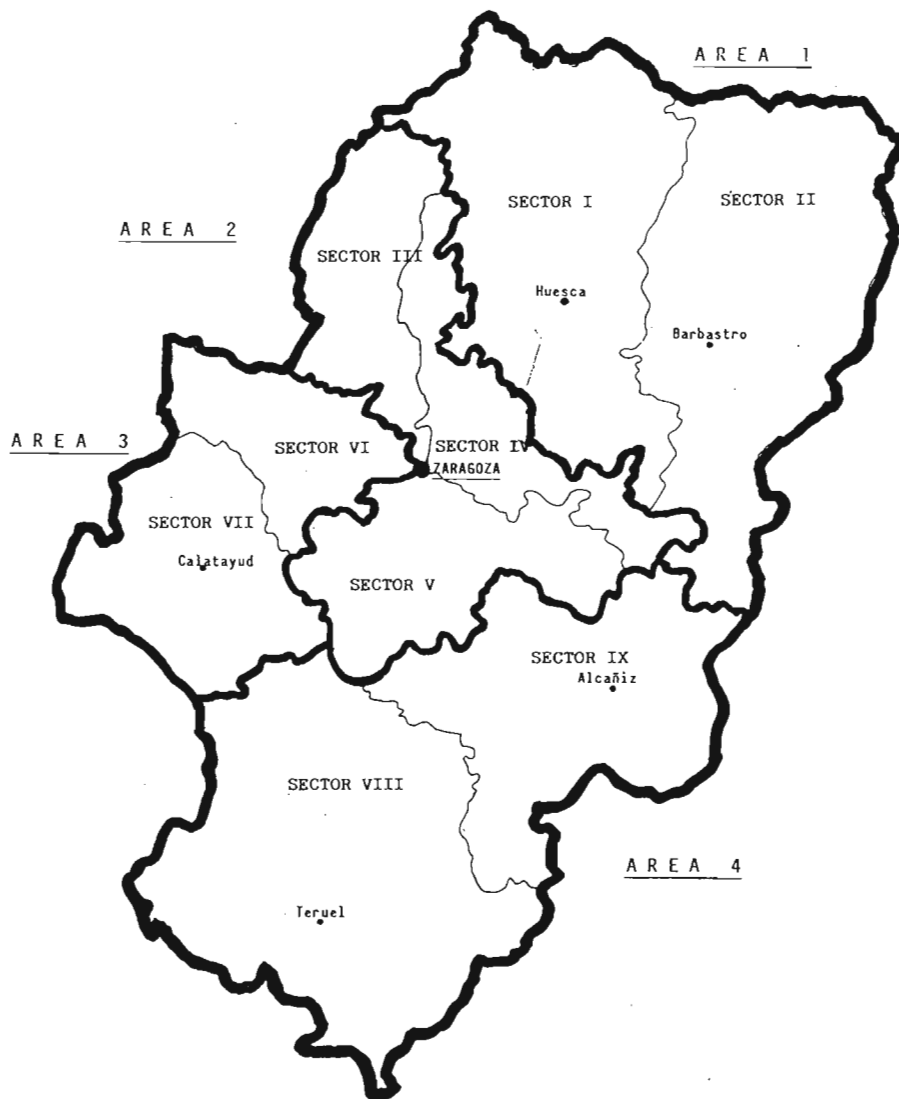 AREA 1
SECTOR I
SECTOR II
AREA 2
SECTOR III
Huesca
Barbastro
AREA 3
SECTOR VI
SECTOR IV
ZARAGOZA
SECTOR VII
Calatayud
SECTOR V
SECTOR IX
Alcañiz
SECTOR VIII
AREA 4
Teruel